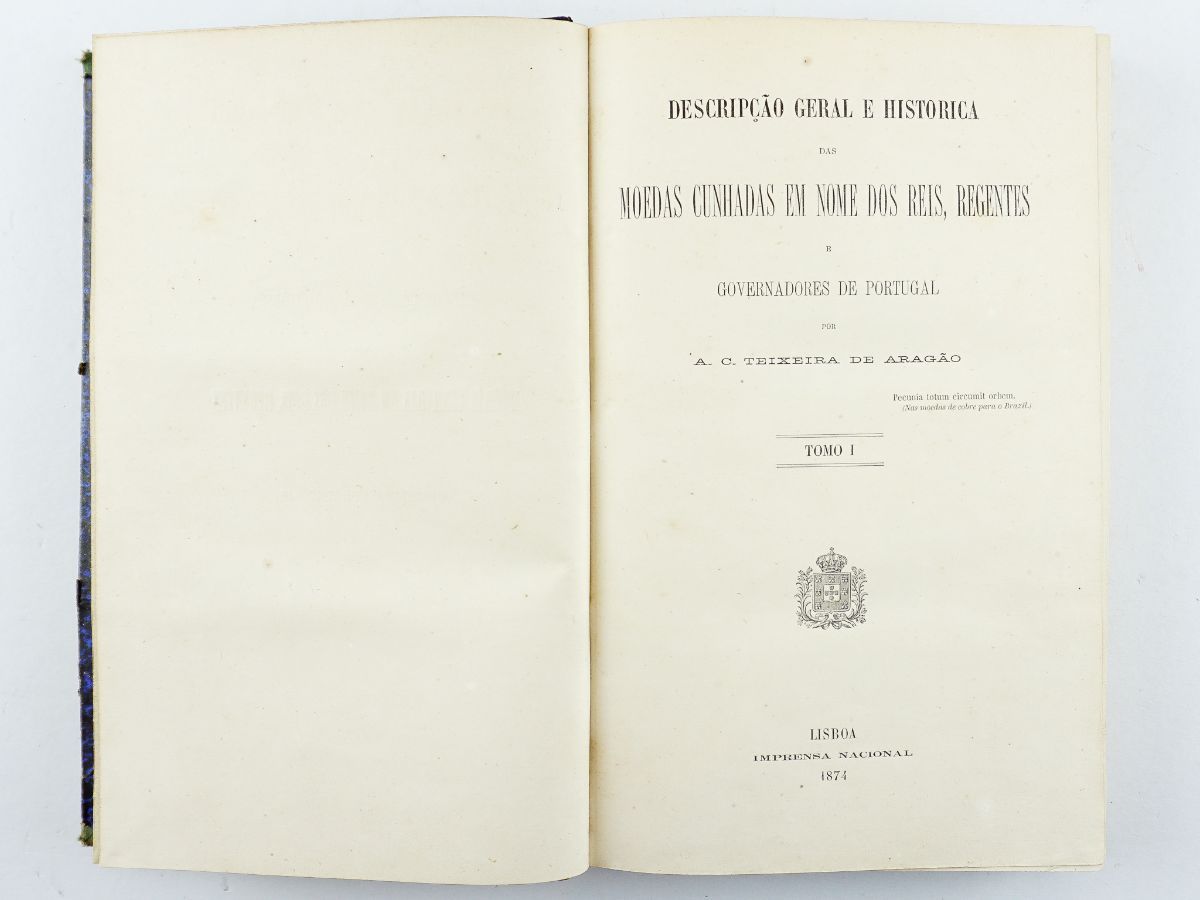 DESCRIPÇÃO GERAL E HISTORICA
DAS
MOEDAS CUNHADAS EM NOME DOS REIS, REGENTES
E
GOVERNADORES DE PORTUGAL
POR
A. C. TEIXEIRA DE ARAGÃO
Pecunia totum circumit orbem.
(Nas moedas de cobre para o Brazil.)
TOMO I
LISBOA
IMPRENSA NACIONAL
1874